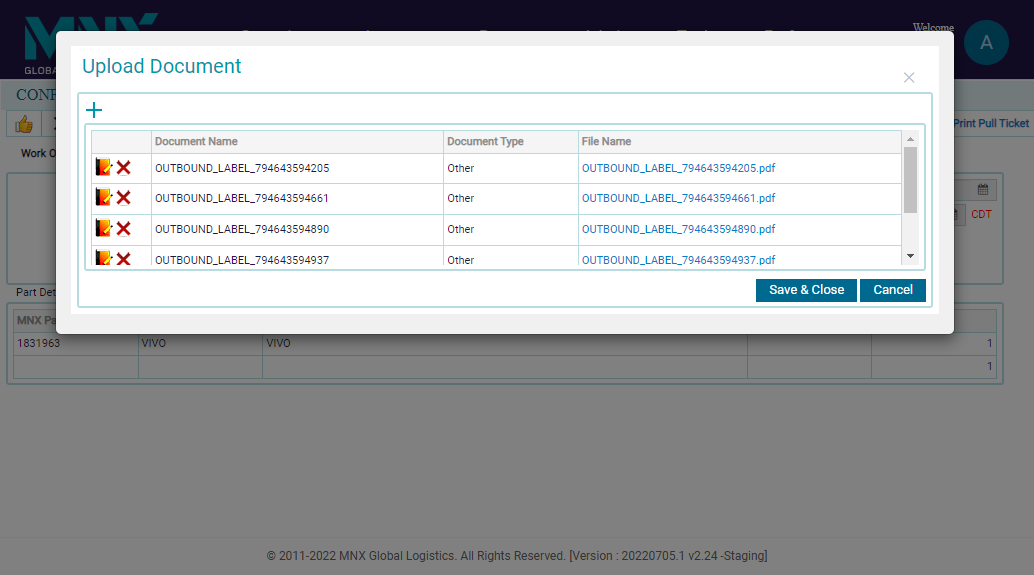 MNX
GLOBA
Welcome
A
Upload Document
CONF
Print Pull Ticket
Document Name Document Type File Name
Work O
OUTBOUND_LABEL_794643594205 Other OUTBOUND_LABEL_794643594205.pdf
OUTBOUND_LABEL_794643594661 Other OUTBOUND_LABEL_794643594661.pdf
CDT
OUTBOUND_LABEL_794643594890 Other OUTBOUND_LABEL_794643594890.pdf
OUTBOUND_LABEL_794643594937 Other OUTBOUND_LABEL_794643594937.pdf
Save & Close Cancel
Part Det
MNX Pa
1831963 VIVO VIVO 1
1
© 2011-2022 MNX Global Logistics. All Rights Reserved. [Version : 20220705.1 v2.24 -Staging]